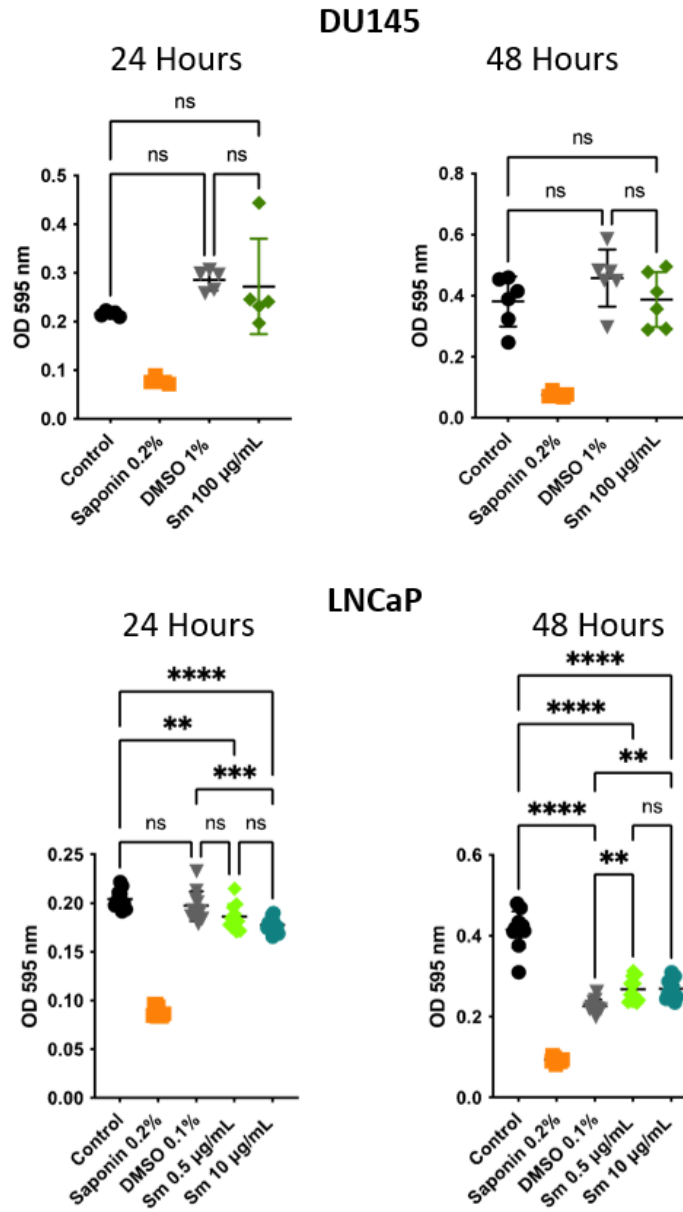 DU145
24 Hours
48 Hours
ns
ns
ns
0.5
0.4
0.3
0.2
0.1
0.0
OD 595 nm
Control
Saponin 0.2%
DMSO 1%
Sm 100 µg/mL
ns
ns
ns
0.8
0.6
0.4
0.2
0.0
OD 595 nm
Control
Saponin 0.2%
DMSO 1%
Sm 100 µg/mL
LNCaP
24 Hours
48 Hours
****
**
***
ns
ns
ns
0.25
0.20
0.15
0.10
0.05
0.00
OD 595 nm
Control
Saponin 0.2%
DMSO 0.1%
Sm 0.5 µg/mL
Sm 10 µg/mL
****
****
**
ns
****
**
0.6
0.4
0.2
0.0
OD 595 nm
Control
Saponin 0.2%
DMSO 0.1%
Sm 0.5 µg/mL
Sm 10 µg/mL